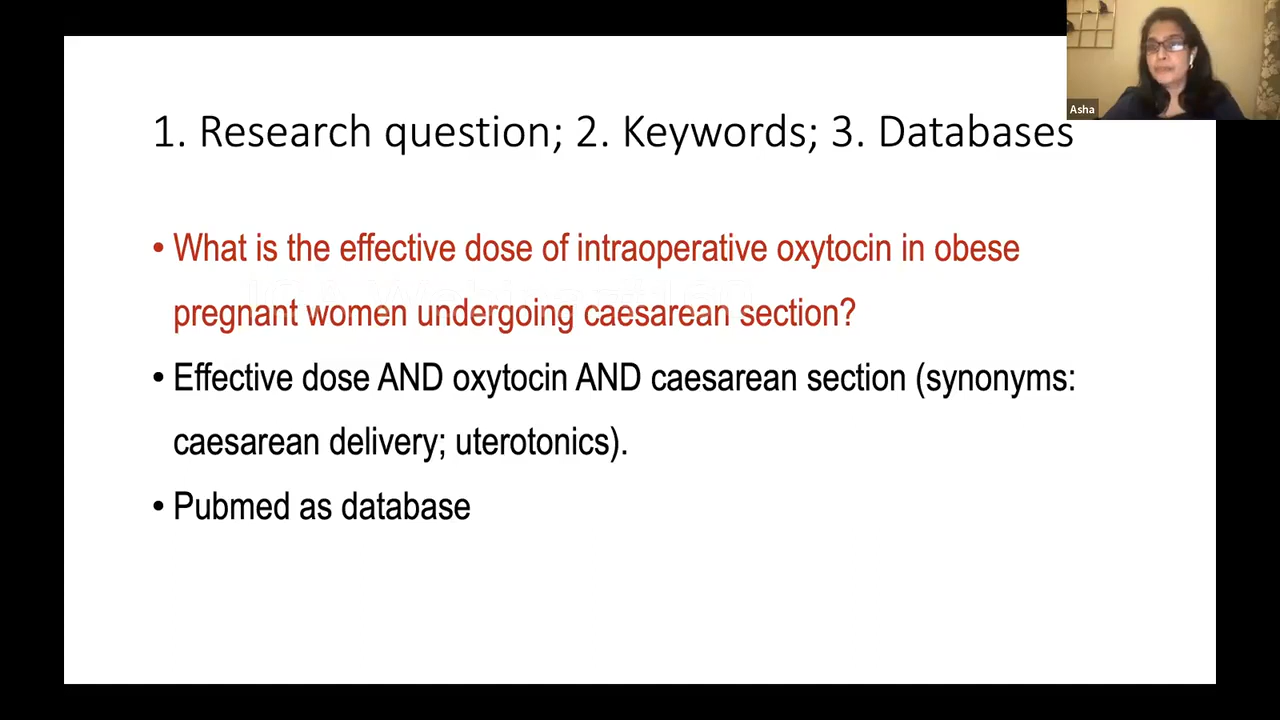 1. Research question; 2. Keywords; 3. Databases
Asha
• What is the effective dose of intraoperative oxytocin in obese
pregnant women undergoing caesarean section?
• Effective dose AND oxytocin AND caesarean section (synonyms:
caesarean delivery; uterotonics).
• Pubmed as database